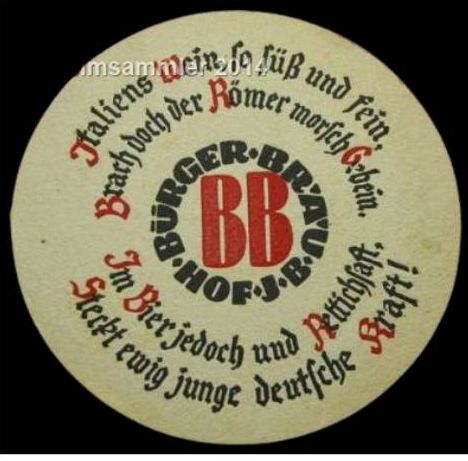 Italiens Wein, so süß und fein,
Brach doch der Römer morsch Gebein.
BÜRGER·BRÄU
BB
·HOF·J·B·
Im Bier jedoch und Rettichsaft,
Steckt ewig junge deutsche Kraft!
msammler 2014